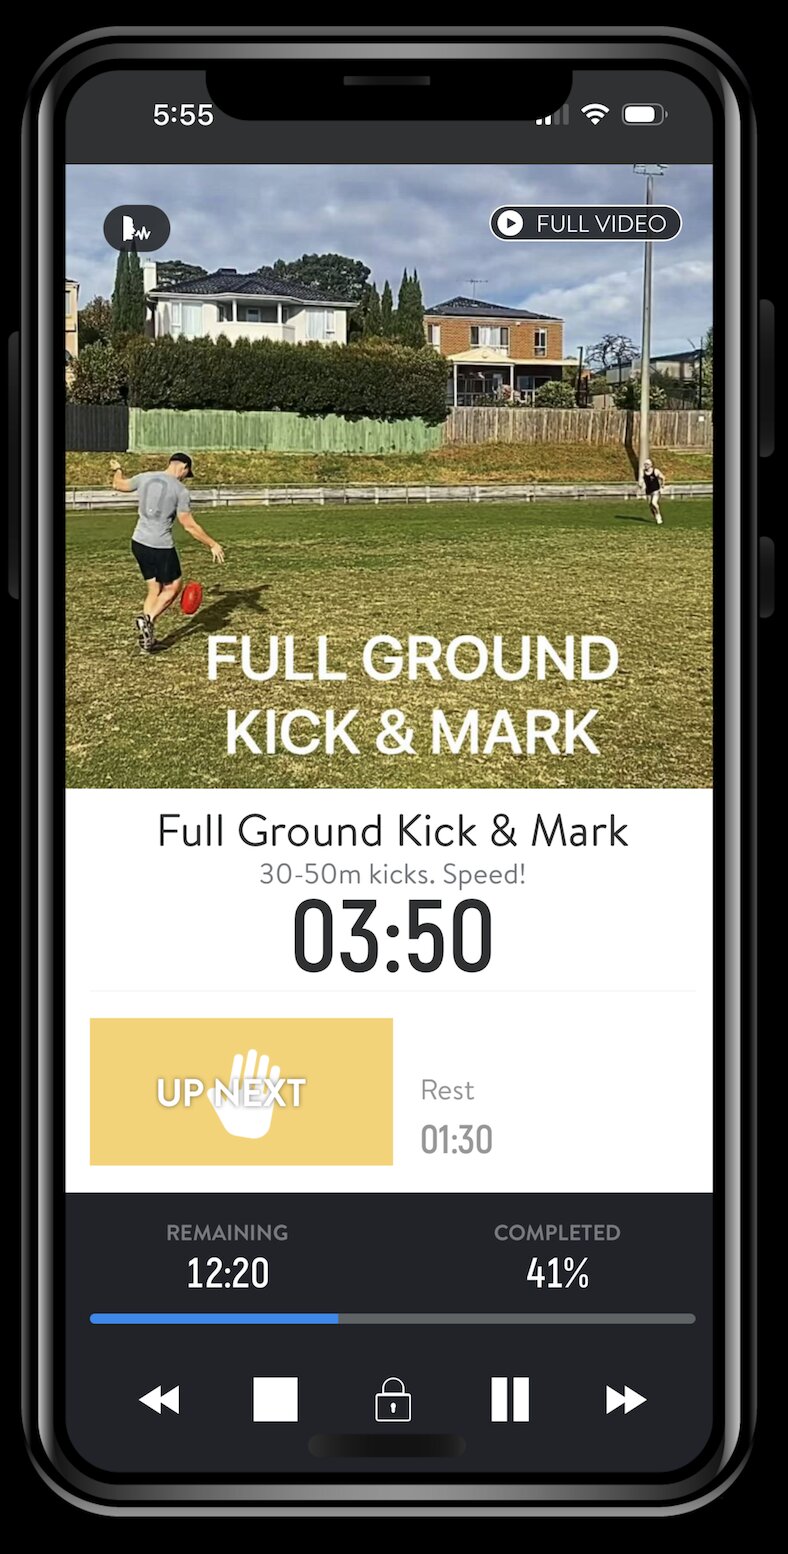 5:55
FULL VIDEO
FULL GROUND
KICK & MARK
Full Ground Kick & Mark
30-50m kicks. Speed!
03:50
UP NEXT
Rest
01:30
REMAINING
COMPLETED
12:20
41%